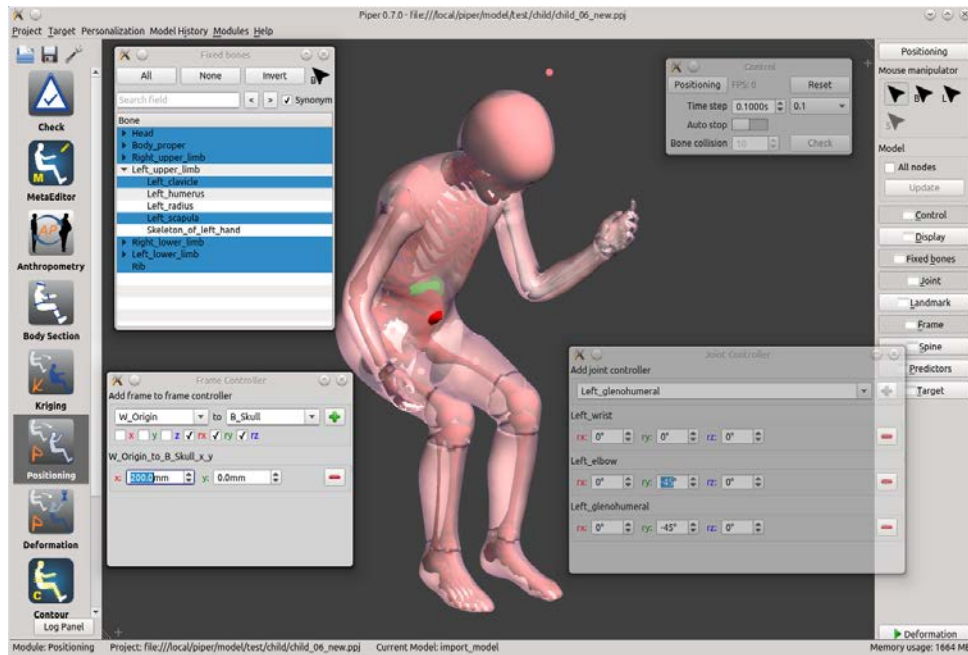 Piper 0.7.0 - file:///local/piper/model/test/child/child_06_new.ppj
Project Target Personalization Model History Modules Help
Check
M
MetaEditor
AP
Anthropometry
Body Section
K
Kriging
P
Positioning
P
Deformation
C
Contour
Log Panel
Fixed bones
All None Invert B
Search field < > Synonym
Bone
Head
Body_proper
Right_upper_limb
Left_upper_limb
Left_clavicle
Left_humerus
Left_radius
Left_scapula
Skeleton_of_left_hand
Right_lower_limb
Left_lower_limb
Rib
Control
Positioning FPS: 0 Reset
Time step 0.1000s 0.1
Auto stop
Bone collision 10 Check
Frame Controller
Add frame to frame controller
W_Origin to B_Skull
x y z rx ry rz
W_Origin_to_B_Skull_x_y
x: 200.0mm y: 0.0mm
Joint Controller
Add joint controller
Left_glenohumeral
Left_wrist
rx: 0° ry: 0° rz: 0°
Left_elbow
rx: 0° ry: -45° rz: 0°
Left_glenohumeral
rx: 0° ry: -45° rz: 0°
Positioning
Mouse manipulator
B L
S
Model
All nodes
Update
Control
Display
Fixed bones
Joint
Landmark
Frame
Spine
Predictors
Target
Deformation
Module: Positioning Project: file:///local/piper/model/test/child/child_06_new.ppj Current Model: import_model Memory usage: 1664 MB